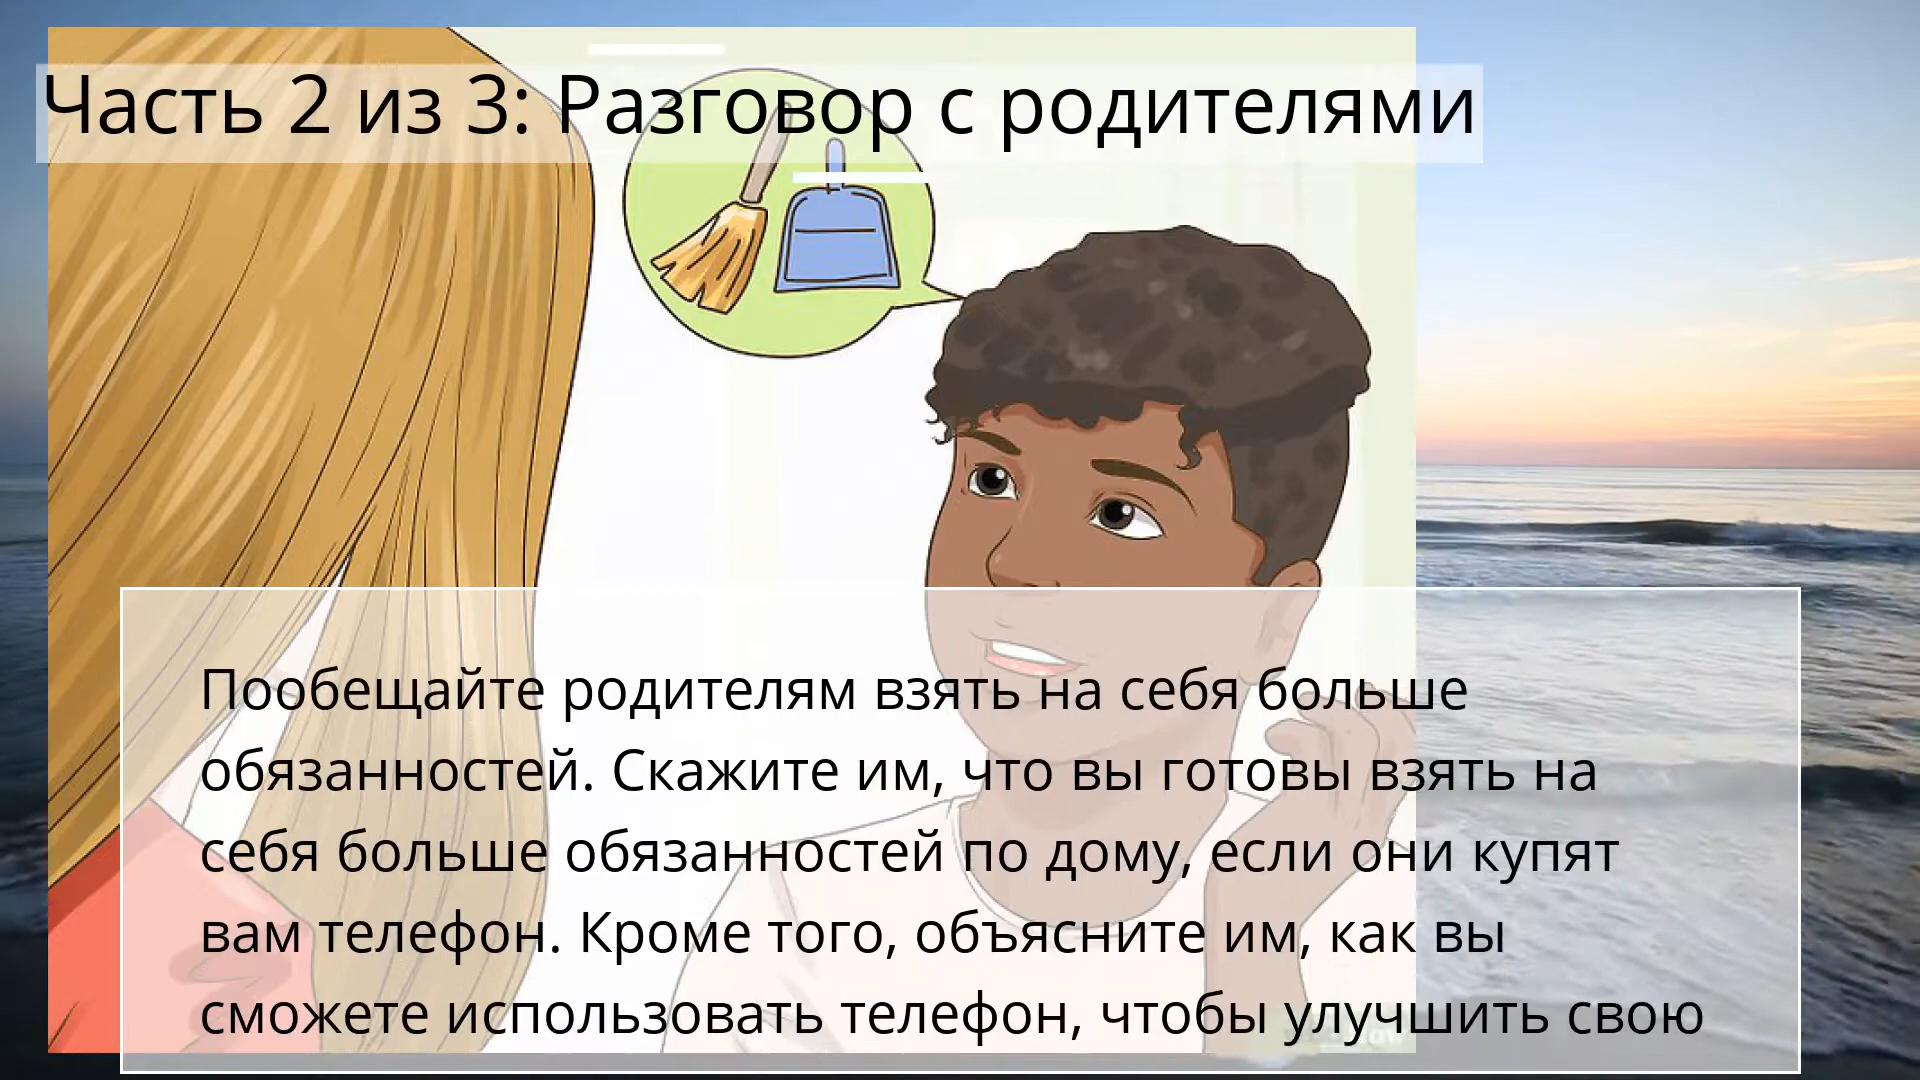 Часть 2 из 3: Разговор с родителями
Пообещайте родителям взять на себя больше
обязанностей. Скажите им, что вы готовы взять на
себя больше обязанностей по дому, если они купят
вам телефон. Кроме того, объясните им, как вы
сможете использовать телефон, чтобы улучшить свою